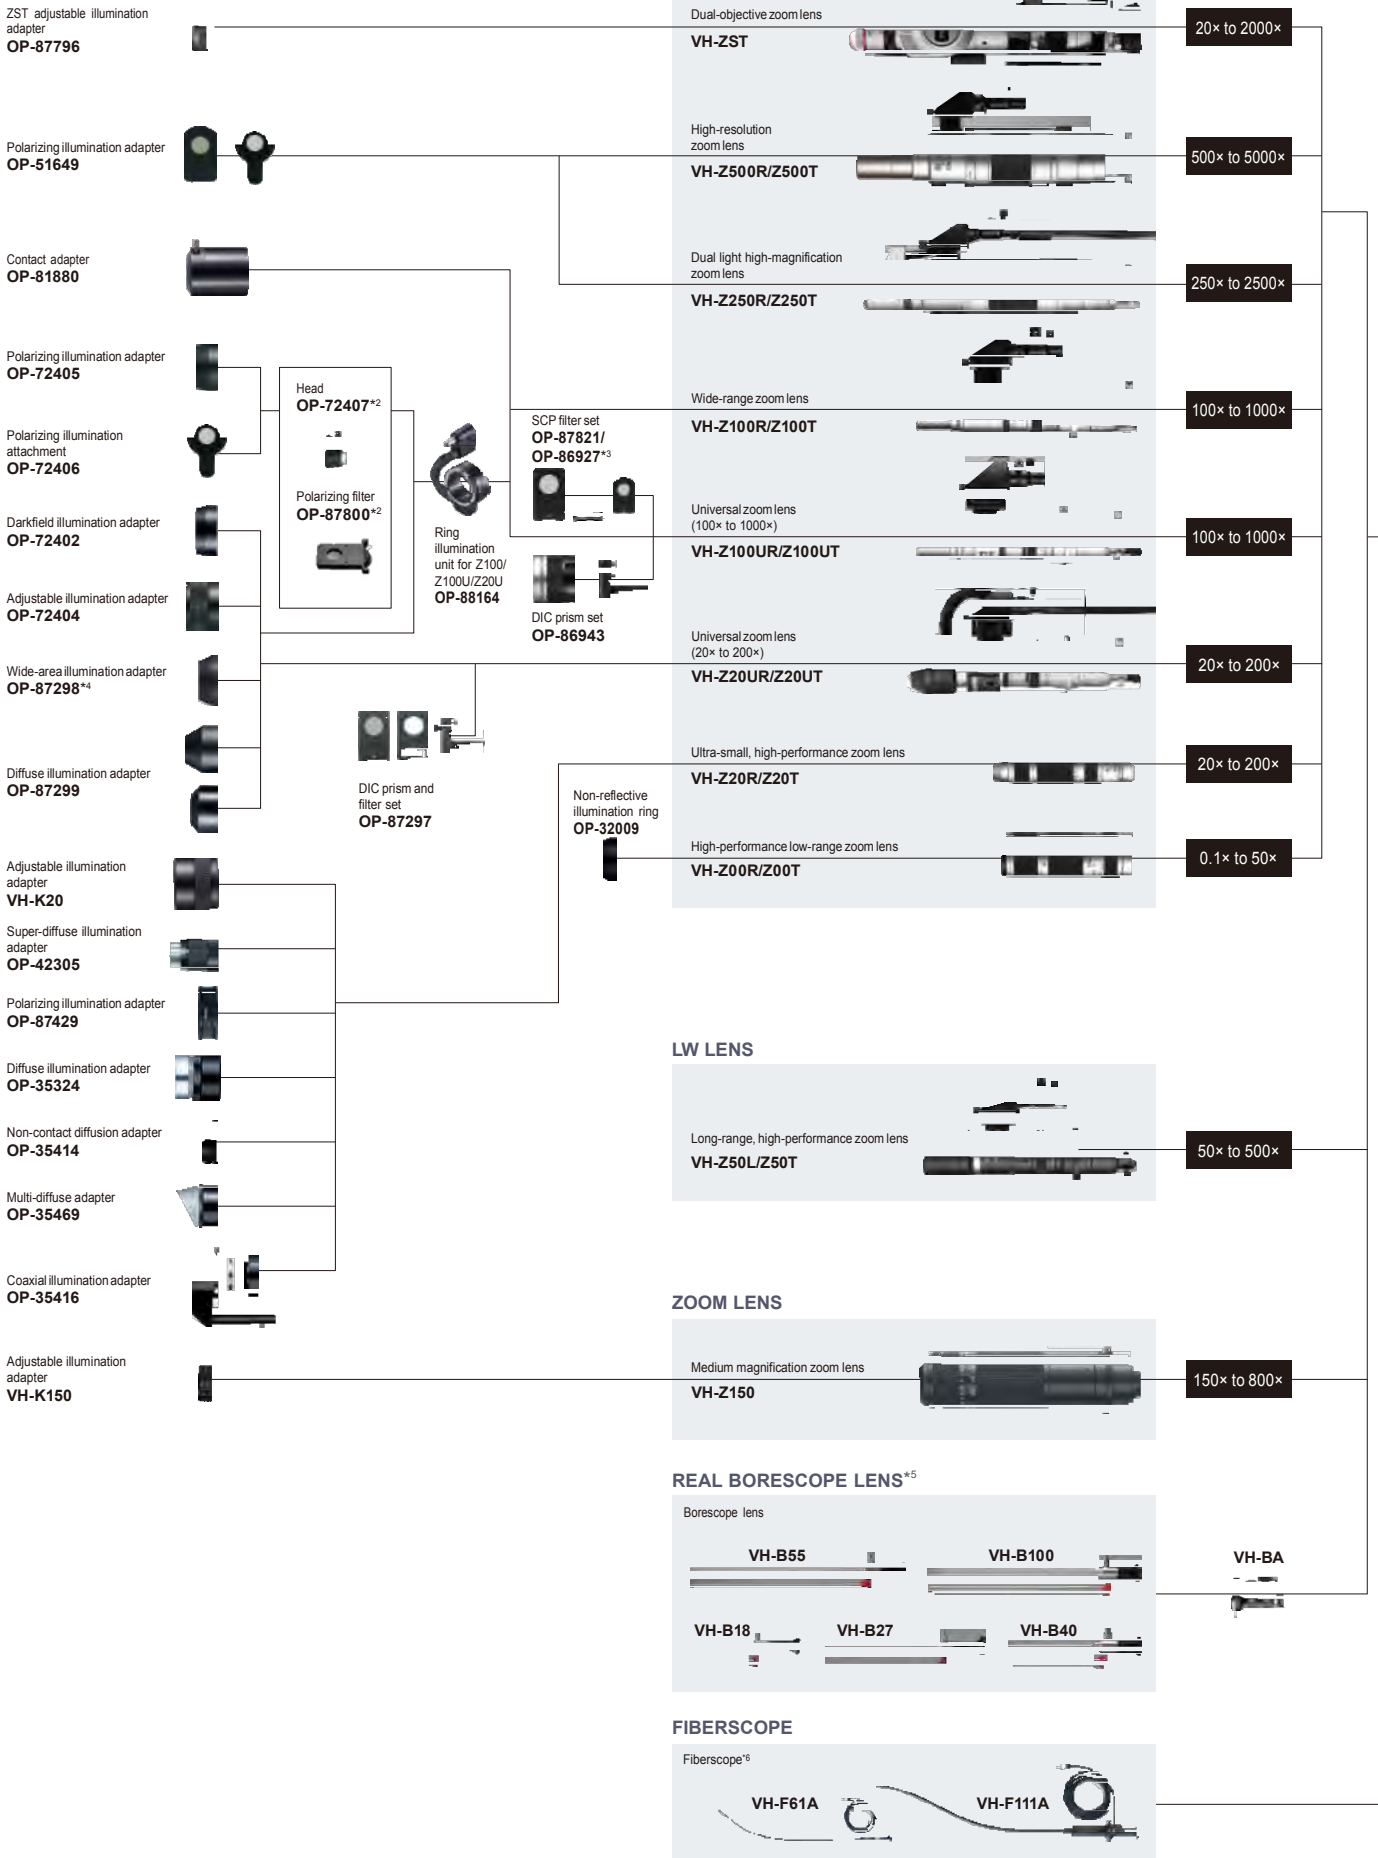 ZST adjustable illumination
adapter
OP-87796
Polarizing illumination adapter
OP-51649
Contact adapter
OP-81880
Polarizing illumination adapter
OP-72405
Polarizing illumination
attachment
OP-72406
Darkfield illumination adapter
OP-72402
Adjustable illumination adapter
OP-72404
Wide-area illumination adapter
OP-87298*4
Diffuse illumination adapter
OP-87299
Adjustable illumination
adapter
VH-K20
Super-diffuse illumination
adapter
OP-42305
Polarizing illumination adapter
OP-87429
Diffuse illumination adapter
OP-35324
Non-contact diffusion adapter
OP-35414
Multi-diffuse adapter
OP-35469
Coaxial illumination adapter
OP-35416
Adjustable illumination
adapter
VH-K150
Head
OP-72407*2
Polarizing filter
OP-87800*2
Ring
illumination
unit for Z100/
Z100U/Z20U
OP-88164
SCP filter set
OP-87821/
OP-86927*3
DIC prism set
OP-86943
DIC prism and
filter set
OP-87297
Non-reflective
illumination ring
OP-32009
Dual-objective zoom lens
VH-ZST
20× to 2000×
High-resolution
zoom lens
VH-Z500R/Z500T
500× to 5000×
Dual light high-magnification
zoom lens
VH-Z250R/Z250T
250× to 2500×
Wide-range zoom lens
VH-Z100R/Z100T
100× to 1000×
Universal zoom lens
(100× to 1000×)
VH-Z100UR/Z100UT
100× to 1000×
Universal zoom lens
(20× to 200×)
VH-Z20UR/Z20UT
20× to 200×
Ultra-small, high-performance zoom lens
VH-Z20R/Z20T
20× to 200×
High-performance low-range zoom lens
VH-Z00R/Z00T
0.1× to 50×
LW LENS
Long-range, high-performance zoom lens
VH-Z50L/Z50T
50× to 500×
ZOOM LENS
Medium magnification zoom lens
VH-Z150
150× to 800×
REAL BORESCOPE LENS*5
Borescope lens
VH-B55
VH-B100
VH-BA
VH-B18
VH-B27
VH-B40
FIBERSCOPE
Fiberscope*6
VH-F61A
VH-F111A